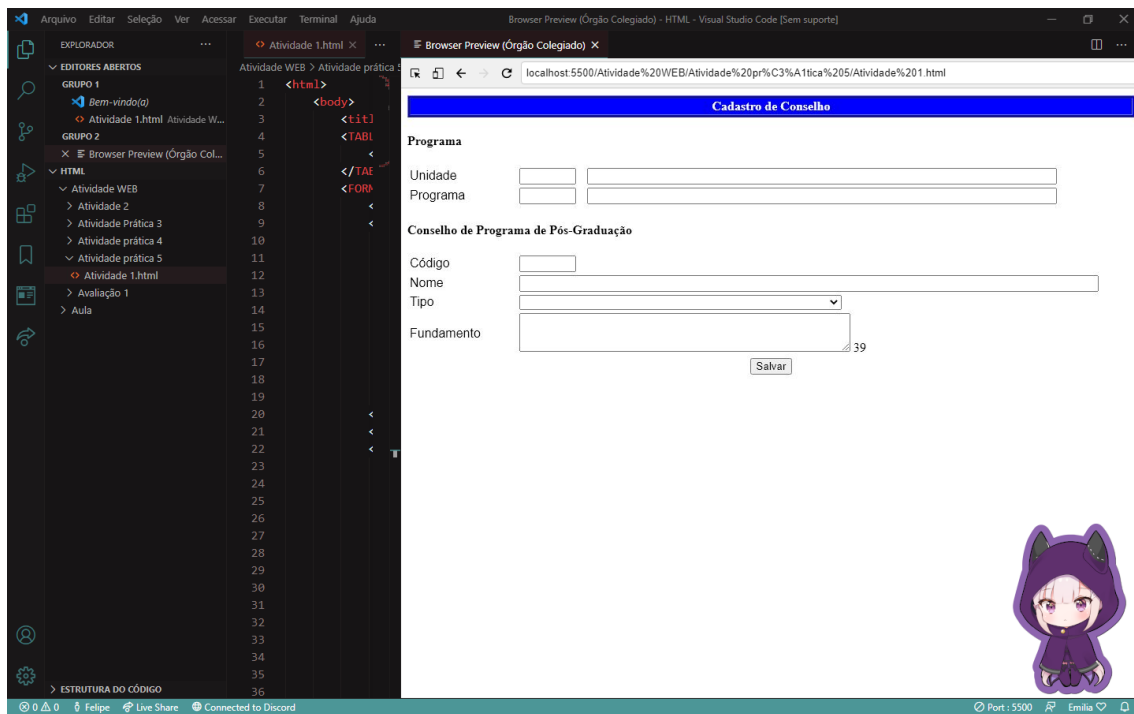 Arquivo Editar Seleção Ver Acessar Executar Terminal Ajuda
Browser Preview (Órgão Colegiado) - HTML - Visual Studio Code [Sem suporte]
EXPLORADOR
EDITORES ABERTOS
GRUPO 1
Bem-vindo(a)
Atividade 1.html Atividade W...
GRUPO 2
Browser Preview (Órgão Col...
HTML
Atividade WEB
Atividade 2
Atividade Prática 3
Atividade prática 4
Atividade prática 5
Atividade 1.html
Avaliação 1
Aula
ESTRUTURA DO CÓDIGO
Atividade 1.html
Atividade WEB > Atividade prática
1 <html>
2 <body>
3 <titl
4 <TABL
5 <
6 </TAB
7 <FORM
8 <
9 <
10
11
12
13
14
15
16
17
18
19
20 <
21 <
22 <
23
24
25
26
27
28
29
30
31
32
33
34
35
36
Browser Preview (Órgão Colegiado)
localhost:5500/Atividade%20WEB/Atividade%20pr%C3%A1tica%205/Atividade%201.html
Cadastro de Conselho
Programa
Unidade
Programa
Conselho de Programa de Pós-Graduação
Código
Nome
Tipo
Fundamento
39
Salvar
0 0 0 Felipe Live Share Connected to Discord
Port : 5500 Emilia♡